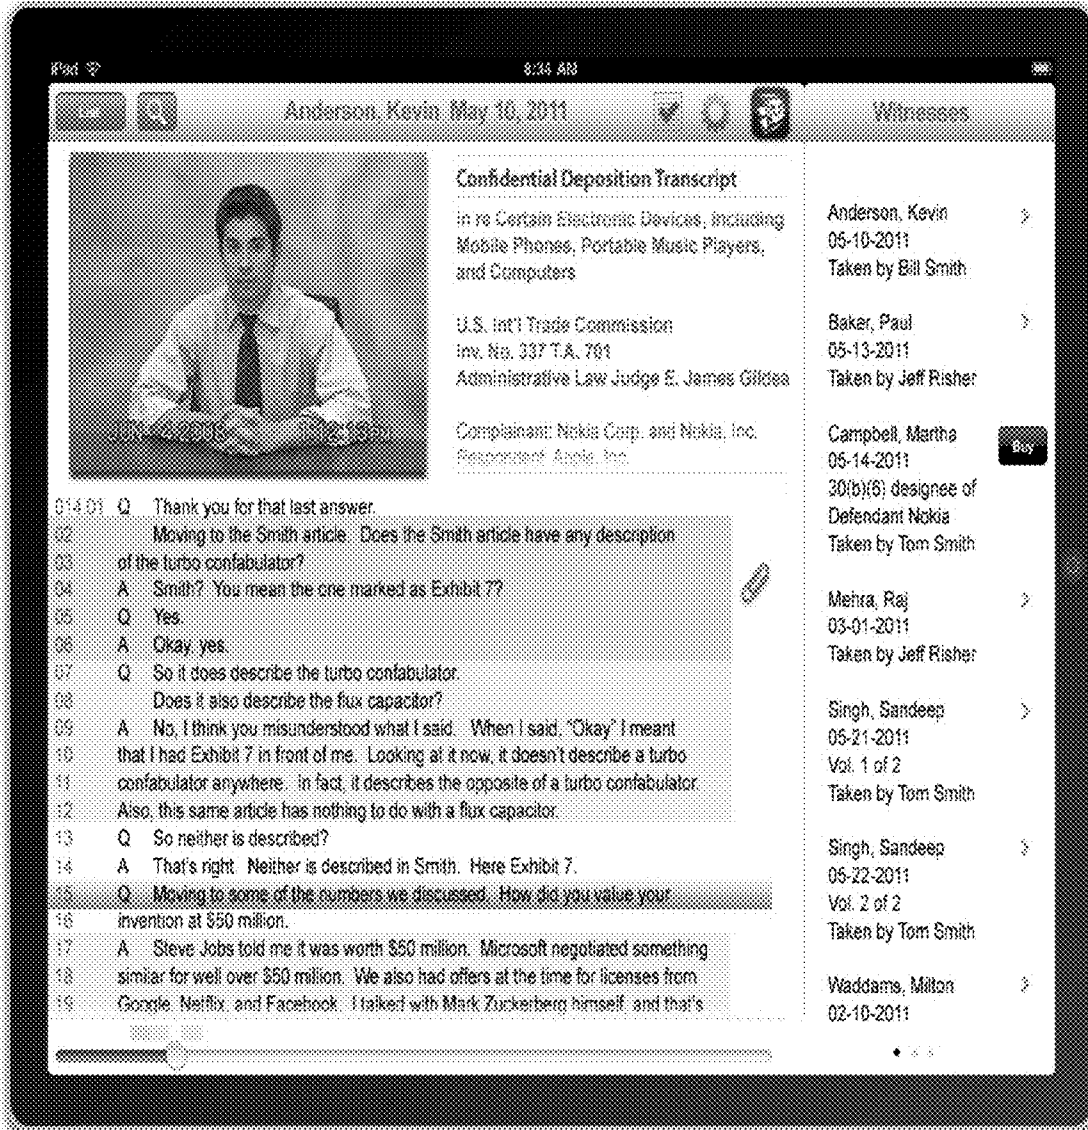 iPad
8:34 AM
Anderson, Kevin May 10, 2011
Witnesses
Confidential Deposition Transcript
in re Certain Electronic Devices, including
Mobile Phones, Portable Music Players,
and Computers
U.S. Int'l Trade Commission
Inv. No. 337 T.A. 701
Administrative Law Judge E. James Gildea
Complainant: Nokia Corp. and Nokia, Inc.
Respondent: Apple, Inc.
014:01 Q Thank you for that last answer.
02 Moving to the Smith article. Does the Smith article have any description
03 of the turbo confabulator?
04 A Smith? You mean the one marked as Exhibit 7?
05 Q Yes.
06 A Okay, yes.
07 Q So it does describe the turbo confabulator.
08 Does it also describe the flux capacitor?
09 A No, I think you misunderstood what I said. When I said, "Okay" I meant
10 that I had Exhibit 7 in front of me. Looking at it now, it doesn't describe a turbo
11 confabulator anywhere. In fact, it describes the opposite of a turbo confabulator.
12 Also, this same article has nothing to do with a flux capacitor.
13 Q So neither is described?
14 A That's right. Neither is described in Smith. Here Exhibit 7.
15 Q Moving to some of the numbers we discussed. How did you value your
16 invention at $50 million.
17 A Steve Jobs told me it was worth $50 million. Microsoft negotiated something
18 similar for well over $50 million. We also had offers at the time for licenses from
19 Google, Netflix, and Facebook. I talked with Mark Zuckerberg himself, and that's
Anderson, Kevin
05-10-2011
Taken by Bill Smith
Baker, Paul
05-13-2011
Taken by Jeff Risher
Campbell, Martha
05-14-2011
30(b)(6) designee of
Defendant Nokia
Taken by Tom Smith
Buy
Mehra, Raj
03-01-2011
Taken by Jeff Risher
Singh, Sandeep
05-21-2011
Vol. 1 of 2
Taken by Tom Smith
Singh, Sandeep
05-22-2011
Vol. 2 of 2
Taken by Tom Smith
Waddams, Milton
02-10-2011